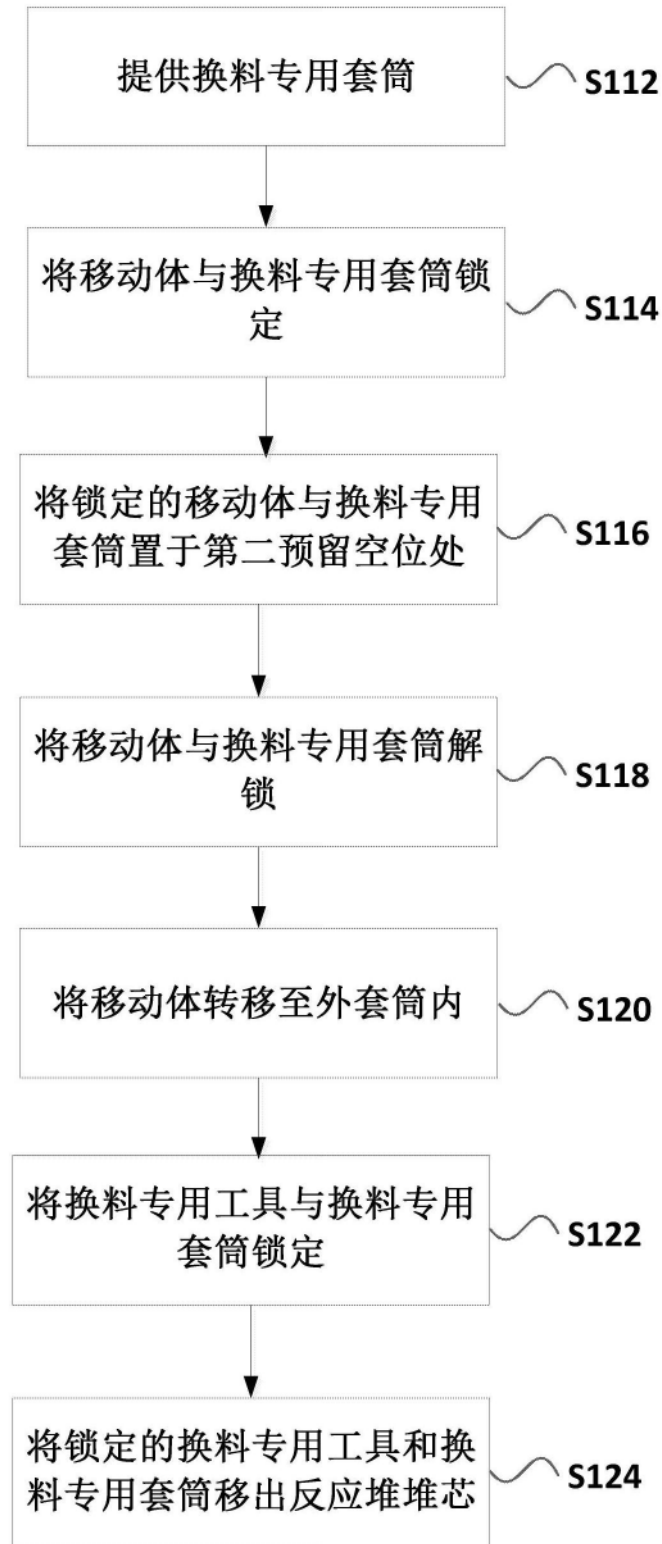 提供换料专用套筒
S112
将移动体与换料专用套筒锁
定
S114
将锁定的移动体与换料专用
套筒置于第二预留空位处
S116
将移动体与换料专用套筒解
锁
S118
将移动体转移至外套筒内
S120
将换料专用工具与换料专用
套筒锁定
S122
将锁定的换料专用工具和换
料专用套筒移出反应堆堆芯
S124